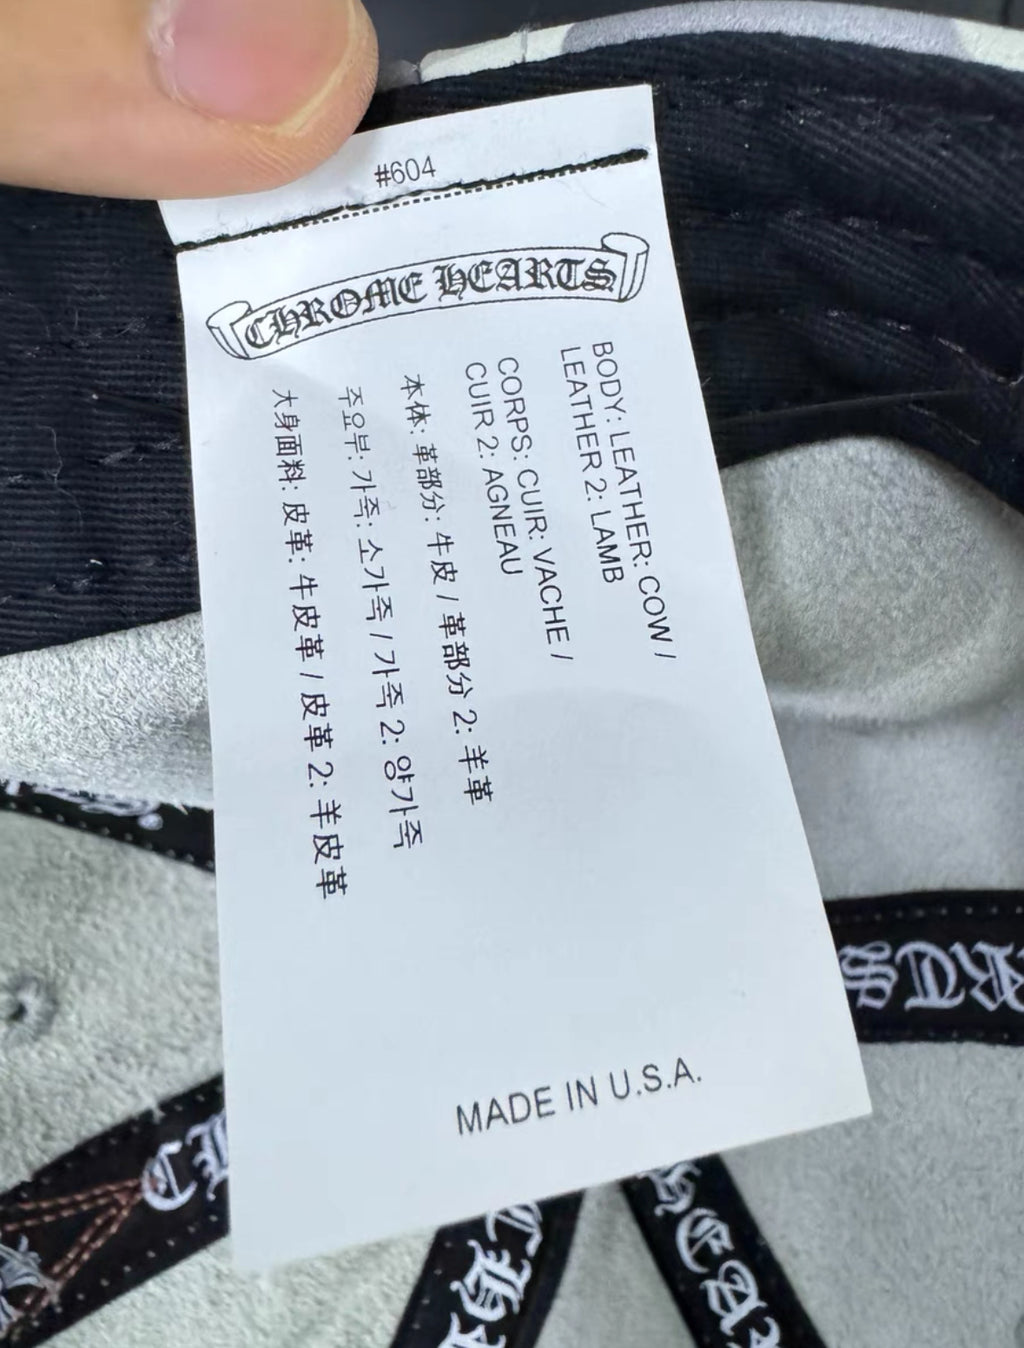 #604
CHROME HEARTS
BODY: LEATHER: COW /
LEATHER 2: LAMB
CORPS: CUIR: VACHE /
CUIR 2: AGNEAU
本体: 革部分: 牛皮 / 革部分 2: 羊革
주요부: 가죽: 소가죽 / 가죽 2: 양가죽
大身面料: 皮革: 牛皮革 / 皮革 2: 羊皮革
MADE IN U.S.A.